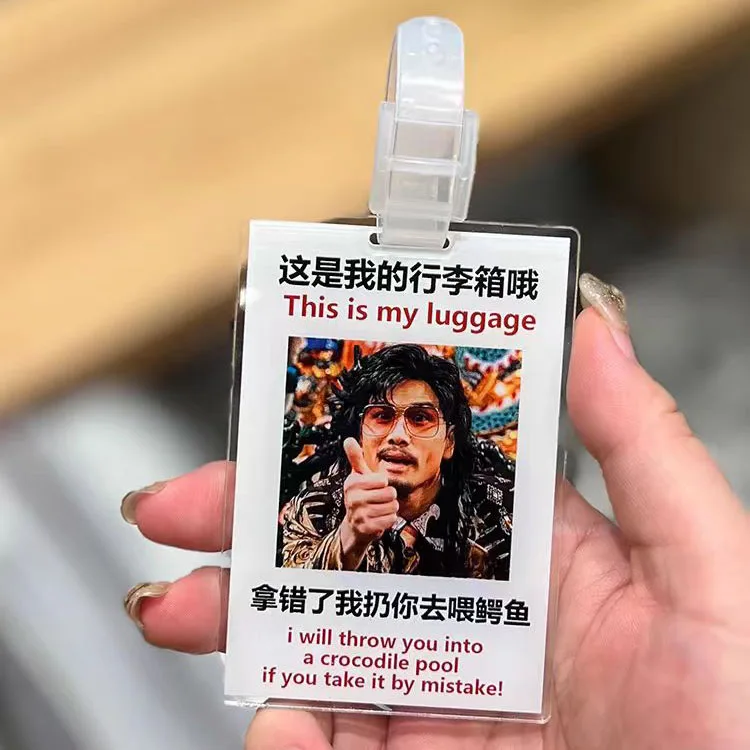 这是我的行李箱哦
This is my luggage
拿错了我扔你去喂鳄鱼
i will throw you into
a crocodile pool
if you take it by mistake!